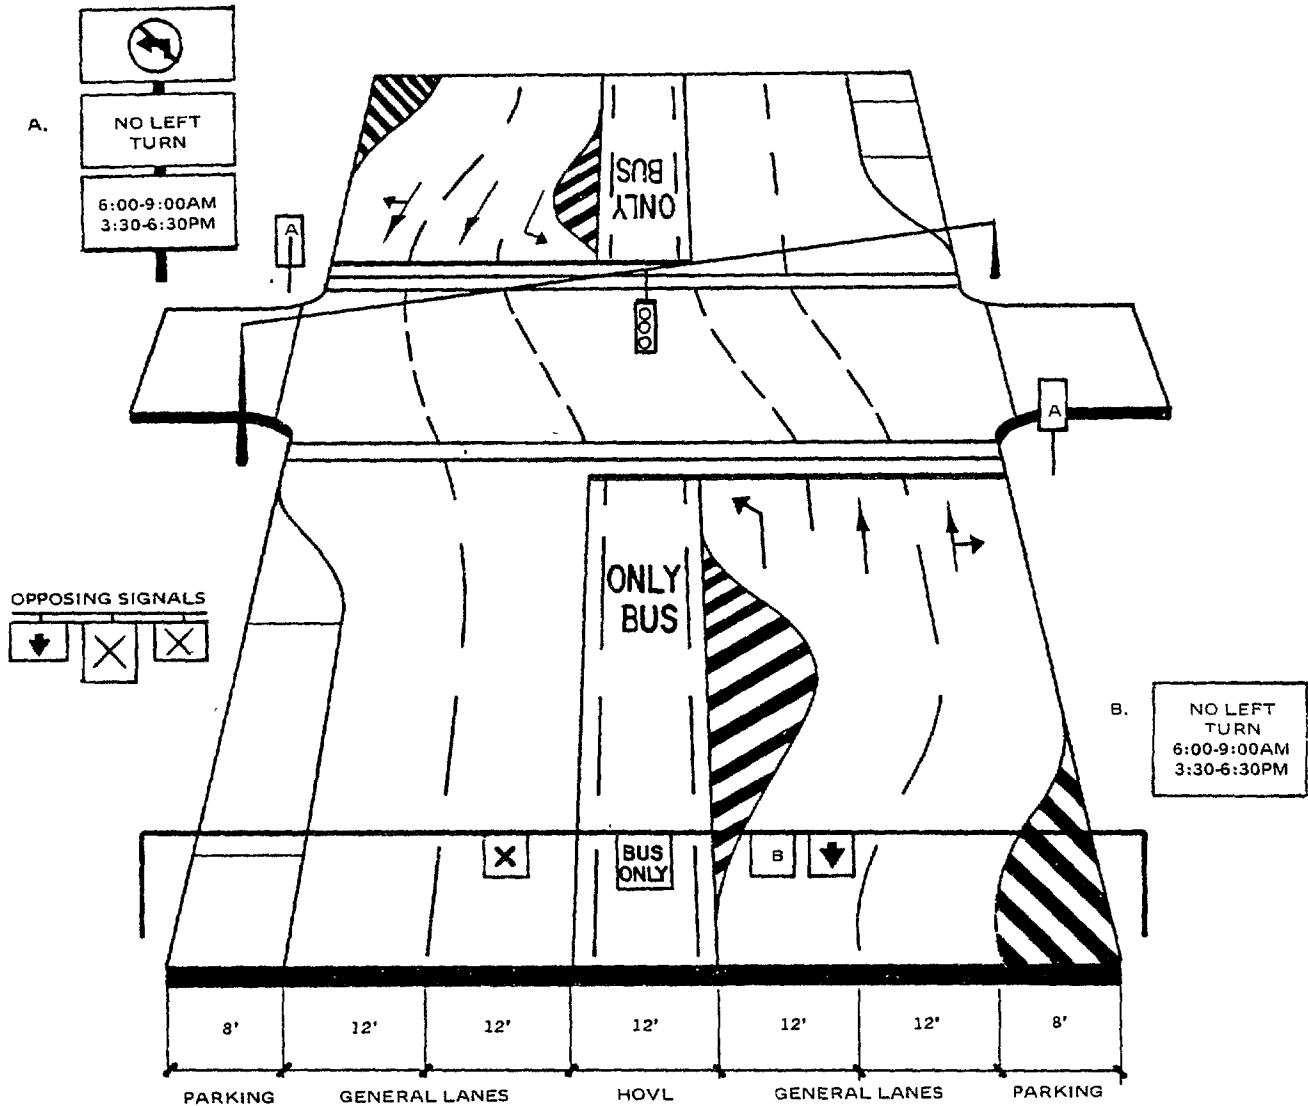 A.
NO LEFT
TURN
6:00-9:00AM
3:30-6:30PM
A
BUS
ONLY
A
ONLY
BUS
OPPOSING SIGNALS
B.
NO LEFT
TURN
6:00-9:00AM
3:30-6:30PM
BUS
ONLY
B
8' 12' 12' 12' 12' 12' 8'
PARKING GENERAL LANES HOVL GENERAL LANES PARKING